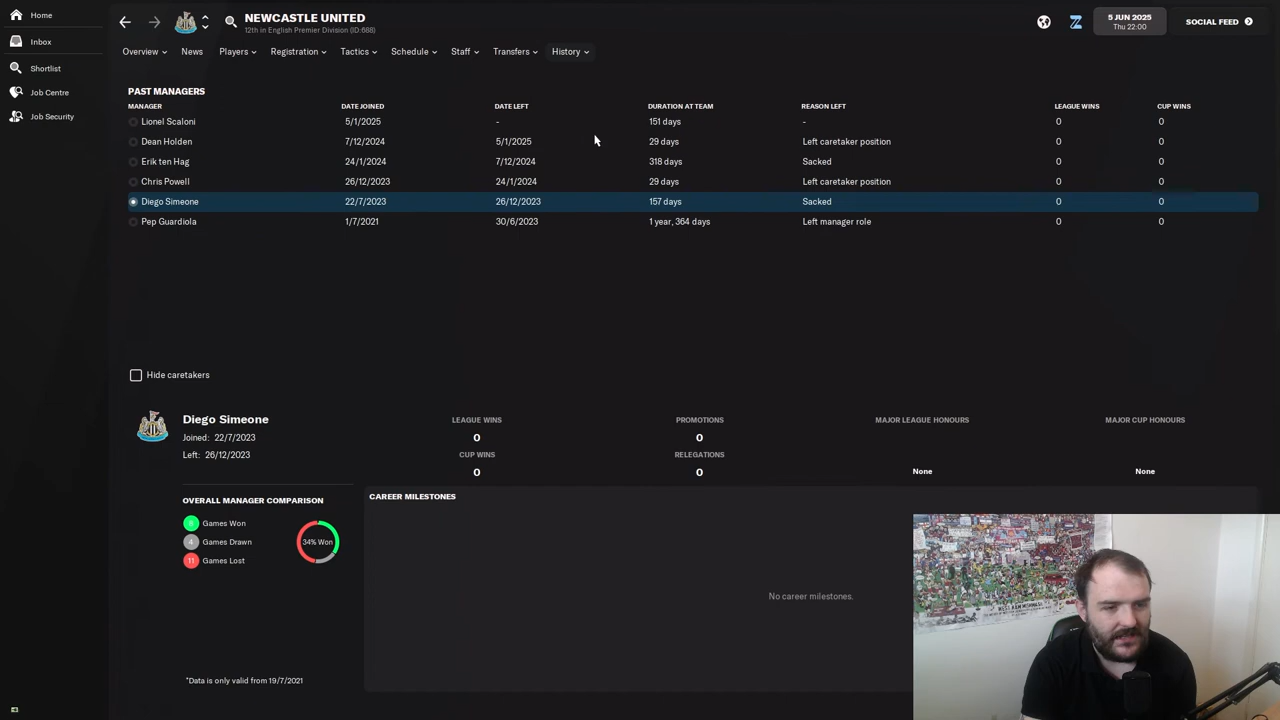 Home
Inbox
Shortlist
Job Centre
Job Security
NEWCASTLE UNITED
12th in English Premier Division (ID:688)
5 JUN 2025
Thu 22:00
SOCIAL FEED
Overview
News
Players
Registration
Tactics
Schedule
Staff
Transfers
History
PAST MANAGERS
MANAGER DATE JOINED DATE LEFT DURATION AT TEAM REASON LEFT LEAGUE WINS CUP WINS
Lionel Scaloni 5/1/2025 - 151 days - 0 0
Dean Holden 7/12/2024 5/1/2025 29 days Left caretaker position 0 0
Erik ten Hag 24/1/2024 7/12/2024 318 days Sacked 0 0
Chris Powell 26/12/2023 24/1/2024 29 days Left caretaker position 0 0
Diego Simeone 22/7/2023 26/12/2023 157 days Sacked 0 0
Pep Guardiola 1/7/2021 30/6/2023 1 year, 364 days Left manager role 0 0
Hide caretakers
Diego Simeone
Joined: 22/7/2023
Left: 26/12/2023
LEAGUE WINS
0
CUP WINS
0
PROMOTIONS
0
RELEGATIONS
0
MAJOR LEAGUE HONOURS
None
MAJOR CUP HONOURS
None
OVERALL MANAGER COMPARISON
8 Games Won
4 Games Drawn
11 Games Lost
34% Won
*Data is only valid from 19/7/2021
CAREER MILESTONES
No career milestones.